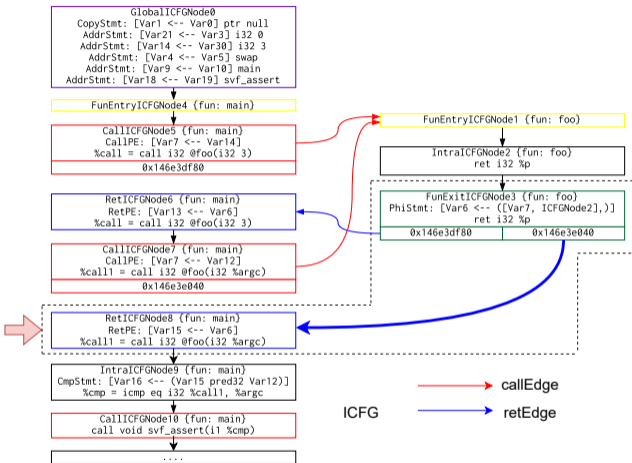 GlobalICFGNode0
CopyStmt: [Var1 <-- Var0] ptr null
AddrStmt: [Var21 <-- Var3] i32 0
AddrStmt: [Var14 <-- Var30] i32 3
AddrStmt: [Var4 <-- Var5] swap
AddrStmt: [Var9 <-- Var10] main
AddrStmt: [Var18 <-- Var19] svf_assert
FunEntryICFGNode4 {fun: main}
CallICFGNode5 {fun: main}
CallPE: [Var7 <-- Var14]
%call = call i32 @foo(i32 3)
0x146e3df80
RetICFGNode6 {fun: main}
RetPE: [Var13 <-- Var6]
%call = call i32 @foo(i32 3)
CallICFGNode7 {fun: main}
CallPE: [Var7 <-- Var12]
%call1 = call i32 @foo(i32 %argc)
0x146e3e040
RetICFGNode8 {fun: main}
RetPE: [Var15 <-- Var6]
%call1 = call i32 @foo(i32 %argc)
IntraICFGNode9 {fun: main}
CmpStmt: [Var16 <-- (Var15 pred32 Var12)]
%cmp = icmp eq i32 %call1, %argc
CallICFGNode10 {fun: main}
call void svf_assert(i1 %cmp)
....
FunEntryICFGNode1 {fun: foo}
IntraICFGNode2 {fun: foo}
ret i32 %p
FunExitICFGNode3 {fun: foo}
PhiStmt: [Var6 <-- ([Var7, ICFGNode2],)]
ret i32 %p
0x146e3df80 0x146e3e040
ICFG
callEdge
retEdge